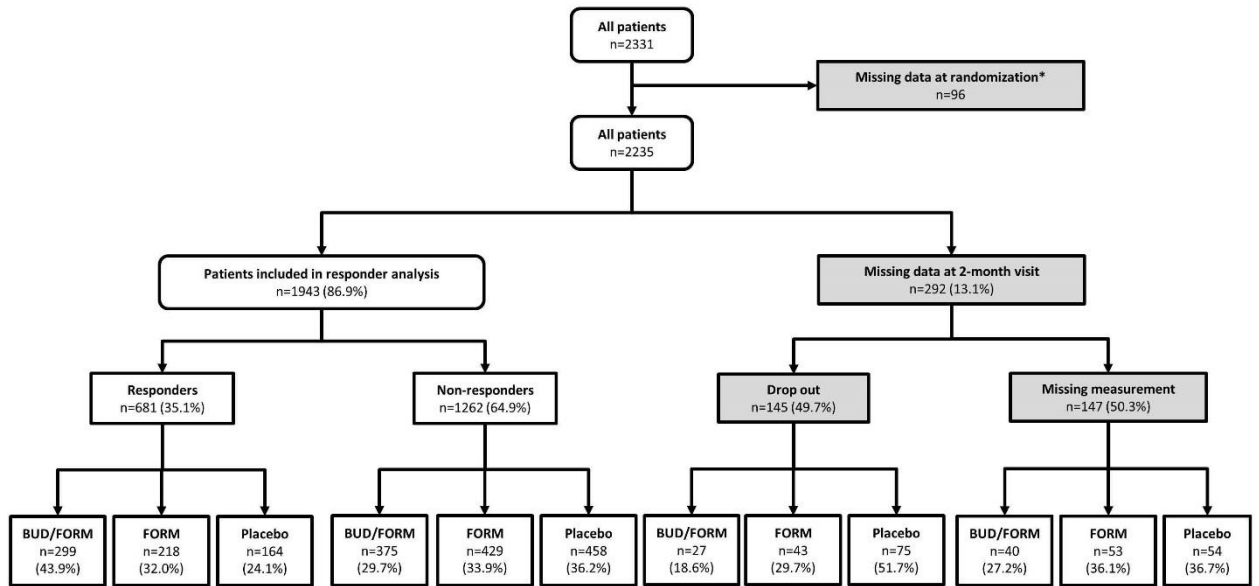 All patients
n=2331
Missing data at randomization*
n=96
All patients
n=2235
Patients included in responder analysis
n=1943 (86.9%)
Missing data at 2-month visit
n=292 (13.1%)
Responders
n=681 (35.1%)
Non-responders
n=1262 (64.9%)
Drop out
n=145 (49.7%)
Missing measurement
n=147 (50.3%)
BUD/FORM
n=299
(43.9%)
FORM
n=218
(32.0%)
Placebo
n=164
(24.1%)
BUD/FORM
n=375
(29.7%)
FORM
n=429
(33.9%)
Placebo
n=458
(36.2%)
BUD/FORM
n=27
(18.6%)
FORM
n=43
(29.7%)
Placebo
n=75
(51.7%)
BUD/FORM
n=40
(27.2%)
FORM
n=53
(36.1%)
Placebo
n=54
(36.7%)